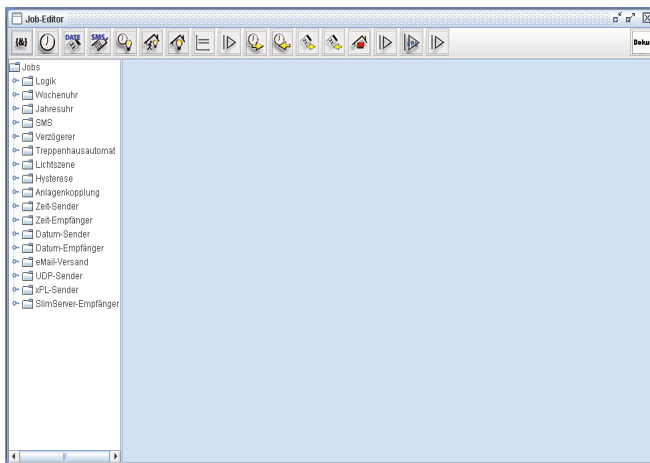 Job-Editor
{&}
DATE
SMS
Doku
Jobs
Logik
Wochenuhr
Jahresuhr
SMS
Verzögerer
Treppenhausautomat
Lichtszene
Hysterese
Anlagenkopplung
Zeit-Sender
Zeit-Empfänger
Datum-Sender
Datum-Empfänger
eMail-Versand
UDP-Sender
xPL-Sender
SlimServer-Empfänger